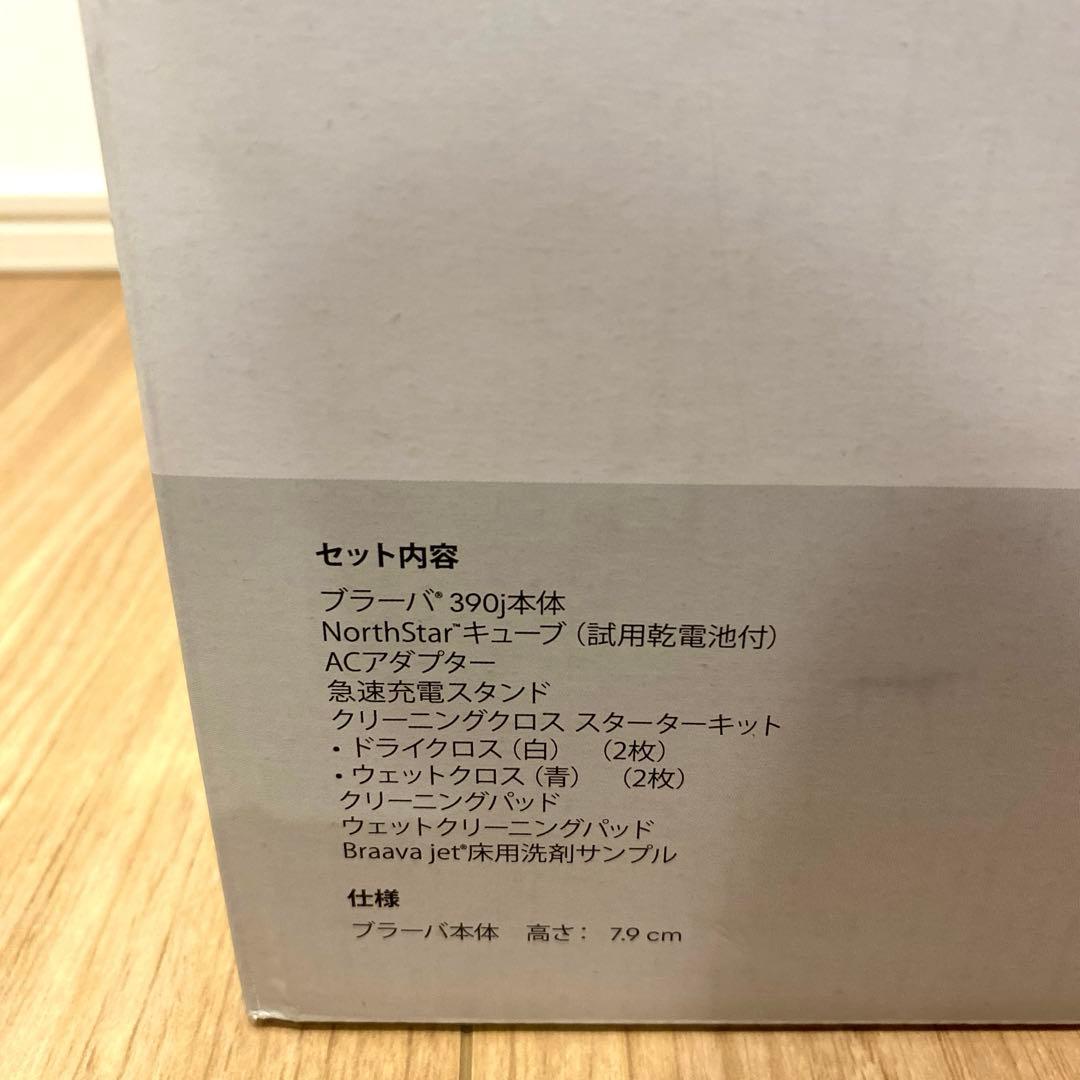 セット内容
ブラーバ® 390j本体
NorthStar™キューブ（試用乾電池付）
ACアダプター
急速充電スタンド
クリーニングクロス スターターキット
・ドライクロス（白）　（2枚）
・ウェットクロス（青）　（2枚）
クリーニングパッド
ウェットクリーニングパッド
Braava jet®床用洗剤サンプル
仕様
ブラーバ本体　高さ：　7.9 cm